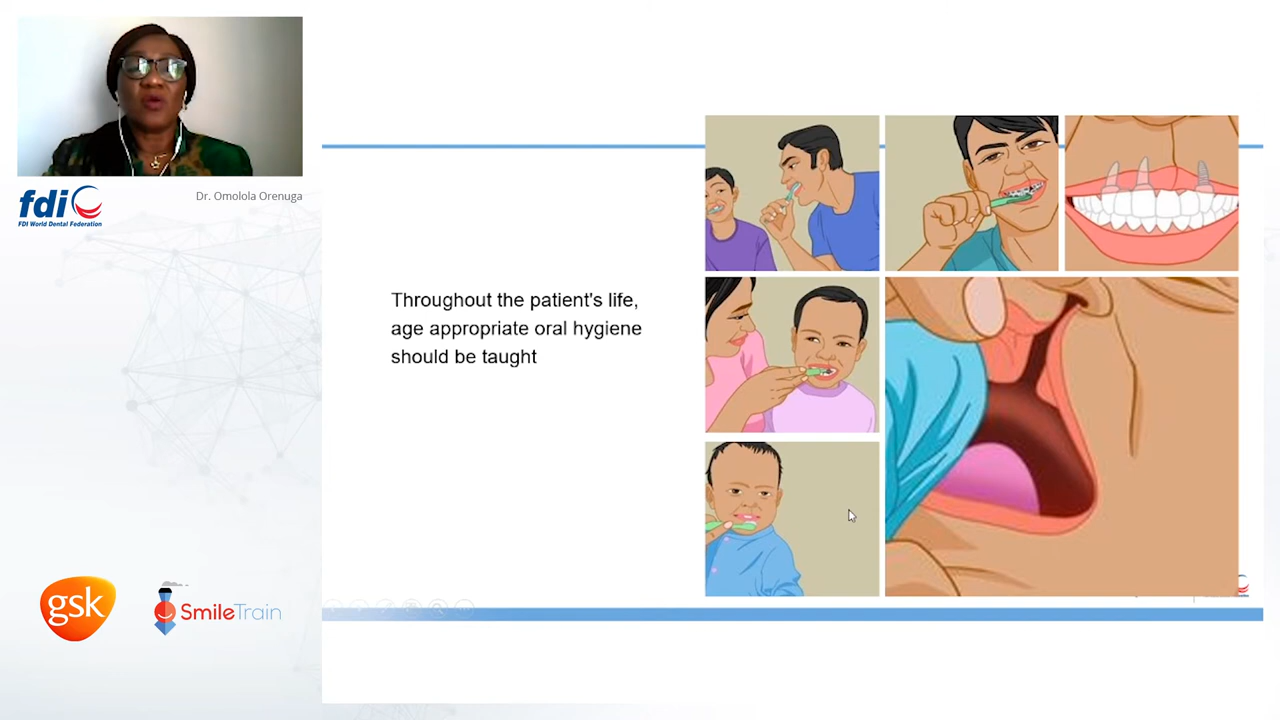 fdi
FDI World Dental Federation
Dr. Omolola Orenuga
Throughout the patient's life,
age appropriate oral hygiene
should be taught
gsk
SmileTrain